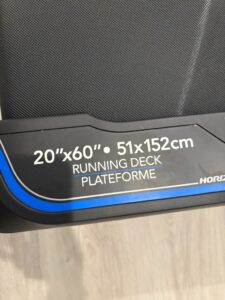 20"x60" • 51x152cm
RUNNING DECK
PLATEFORME